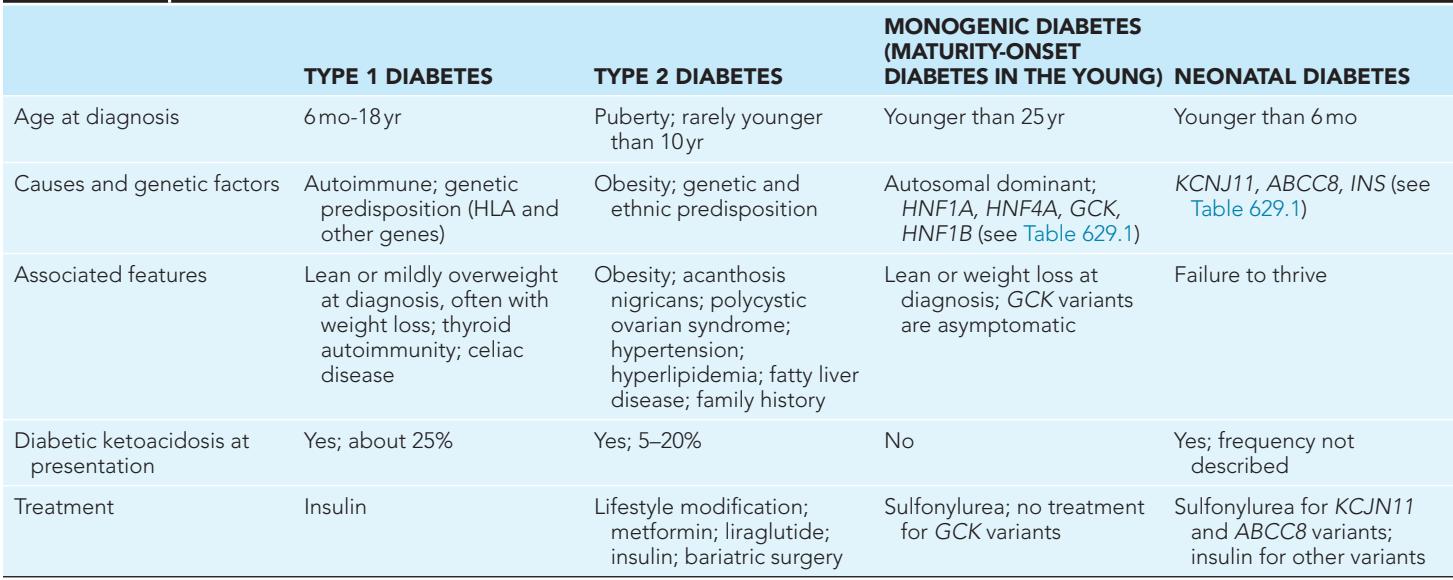 TYPE 1 DIABETES
TYPE 2 DIABETES
MONOGENIC DIABETES
(MATURITY-ONSET
DIABETES IN THE YOUNG)
NEONATAL DIABETES
Age at diagnosis
6 mo-18 yr
Puberty; rarely younger
than 10 yr
Younger than 25 yr
Younger than 6 mo
Causes and genetic factors
Autoimmune; genetic
predisposition (HLA and
other genes)
Obesity; genetic and
ethnic predisposition
Autosomal dominant;
HNF1A, HNF4A, GCK,
HNF1B (see Table 629.1)
KCNJ11, ABCC8, INS (see
Table 629.1)
Associated features
Lean or mildly overweight
at diagnosis, often with
weight loss; thyroid
autoimmunity; celiac
disease
Obesity; acanthosis
nigricans; polycystic
ovarian syndrome;
hypertension;
hyperlipidemia; fatty liver
disease; family history
Lean or weight loss at
diagnosis; GCK variants
are asymptomatic
Failure to thrive
Diabetic ketoacidosis at
presentation
Yes; about 25%
Yes; 5–20%
No
Yes; frequency not
described
Treatment
Insulin
Lifestyle modification;
metformin; liraglutide;
insulin; bariatric surgery
Sulfonylurea; no treatment
for GCK variants
Sulfonylurea for KCJN11
and ABCC8 variants;
insulin for other variants